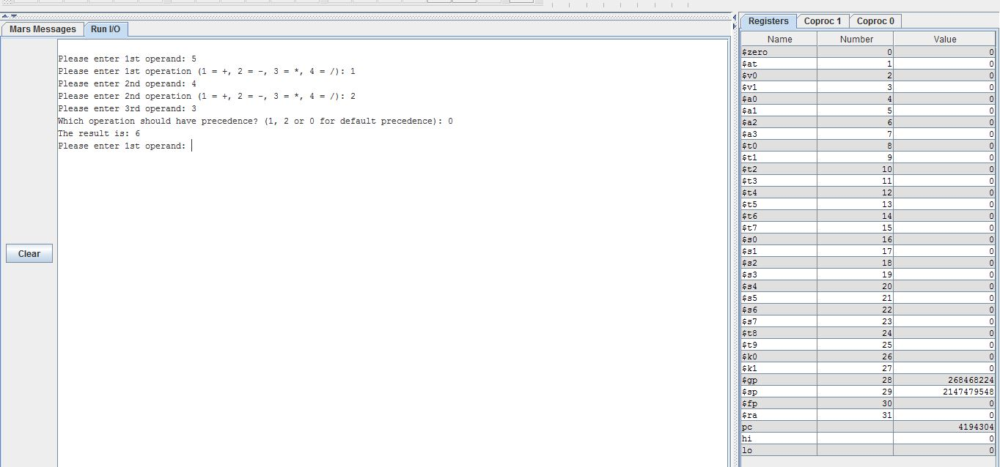 Mars Messages Run I/O
Please enter 1st operand: 5
Please enter 1st operation (1 = +, 2 = -, 3 = *, 4 = /): 1
Please enter 2nd operand: 4
Please enter 2nd operation (1 = +, 2 = -, 3 = *, 4 = /): 2
Please enter 3rd operand: 3
Which operation should have precedence? (1, 2 or 0 for default precedence): 0
The result is: 6
Please enter 1st operand:
Clear
Registers Coproc 1 Coproc 0
Name Number Value
$zero 0 0
$at 1 0
$v0 2 0
$v1 3 0
$a0 4 0
$a1 5 0
$a2 6 0
$a3 7 0
$t0 8 0
$t1 9 0
$t2 10 0
$t3 11 0
$t4 12 0
$t5 13 0
$t6 14 0
$t7 15 0
$s0 16 0
$s1 17 0
$s2 18 0
$s3 19 0
$s4 20 0
$s5 21 0
$s6 22 0
$s7 23 0
$t8 24 0
$t9 25 0
$k0 26 0
$k1 27 0
$gp 28 268468224
$sp 29 2147479548
$fp 30 0
$ra 31 0
pc 4194304
hi 0
lo 0